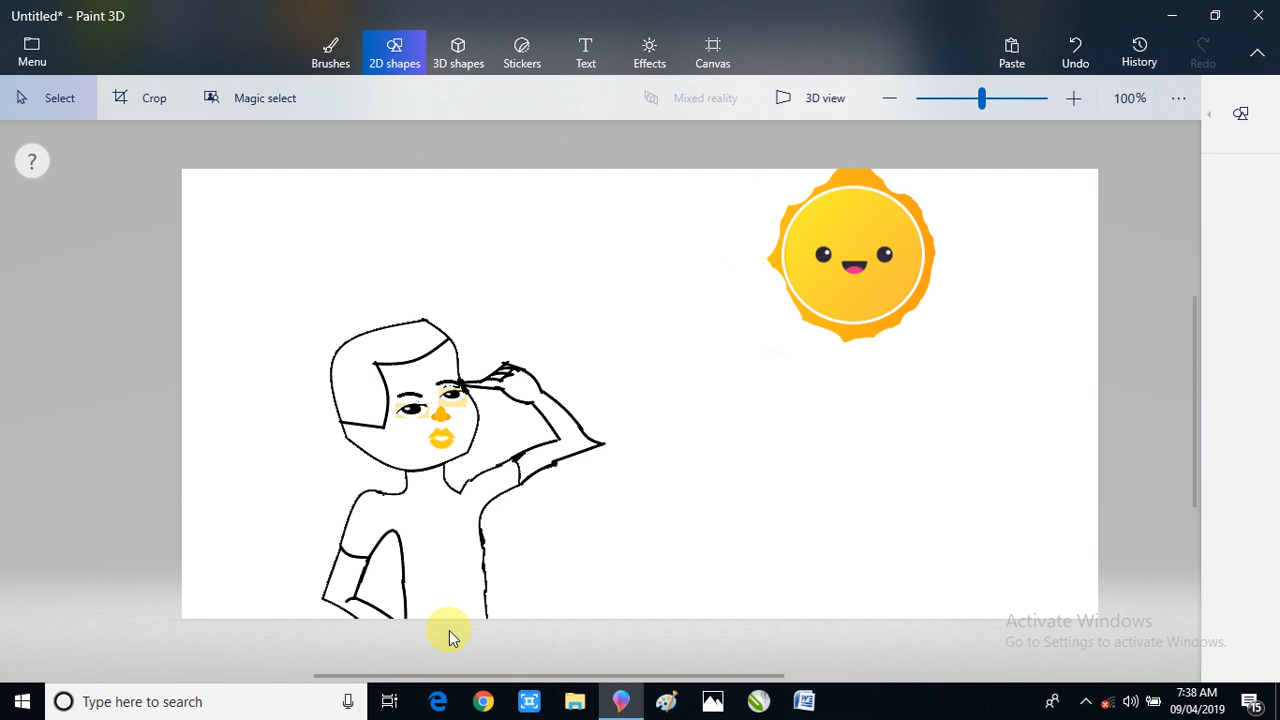 Untitled* - Paint 3D
Menu
Brushes
2D shapes
3D shapes
Stickers
Text
Effects
Canvas
Paste
Undo
History
Redo
Select
Crop
Magic select
Mixed reality
3D view
100%
?
Activate Windows
Go to Settings to activate Windows.
Type here to search
7:38 AM
09/04/2019
15